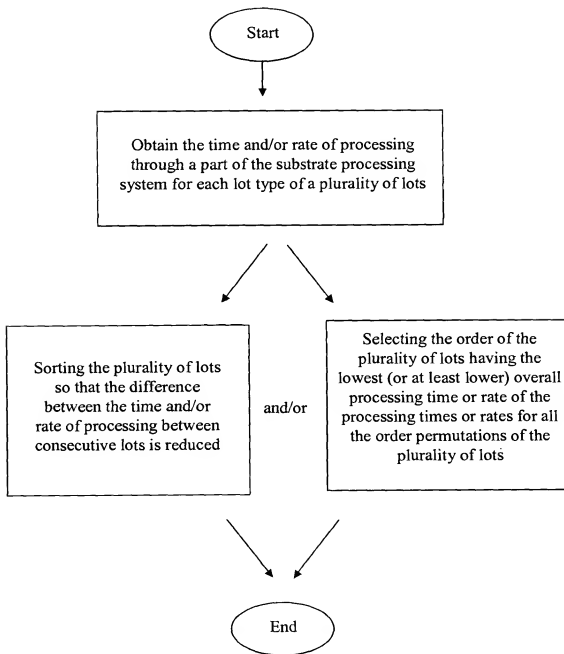 Start
Obtain the time and/or rate of processing
through a part of the substrate processing
system for each lot type of a plurality of lots
Sorting the plurality of lots
so that the difference
between the time and/or
rate of processing between
consecutive lots is reduced
and/or
Selecting the order of the
plurality of lots having the
lowest (or at least lower) overall
processing time or rate of the
processing times or rates for all
the order permutations of the
plurality of lots
End